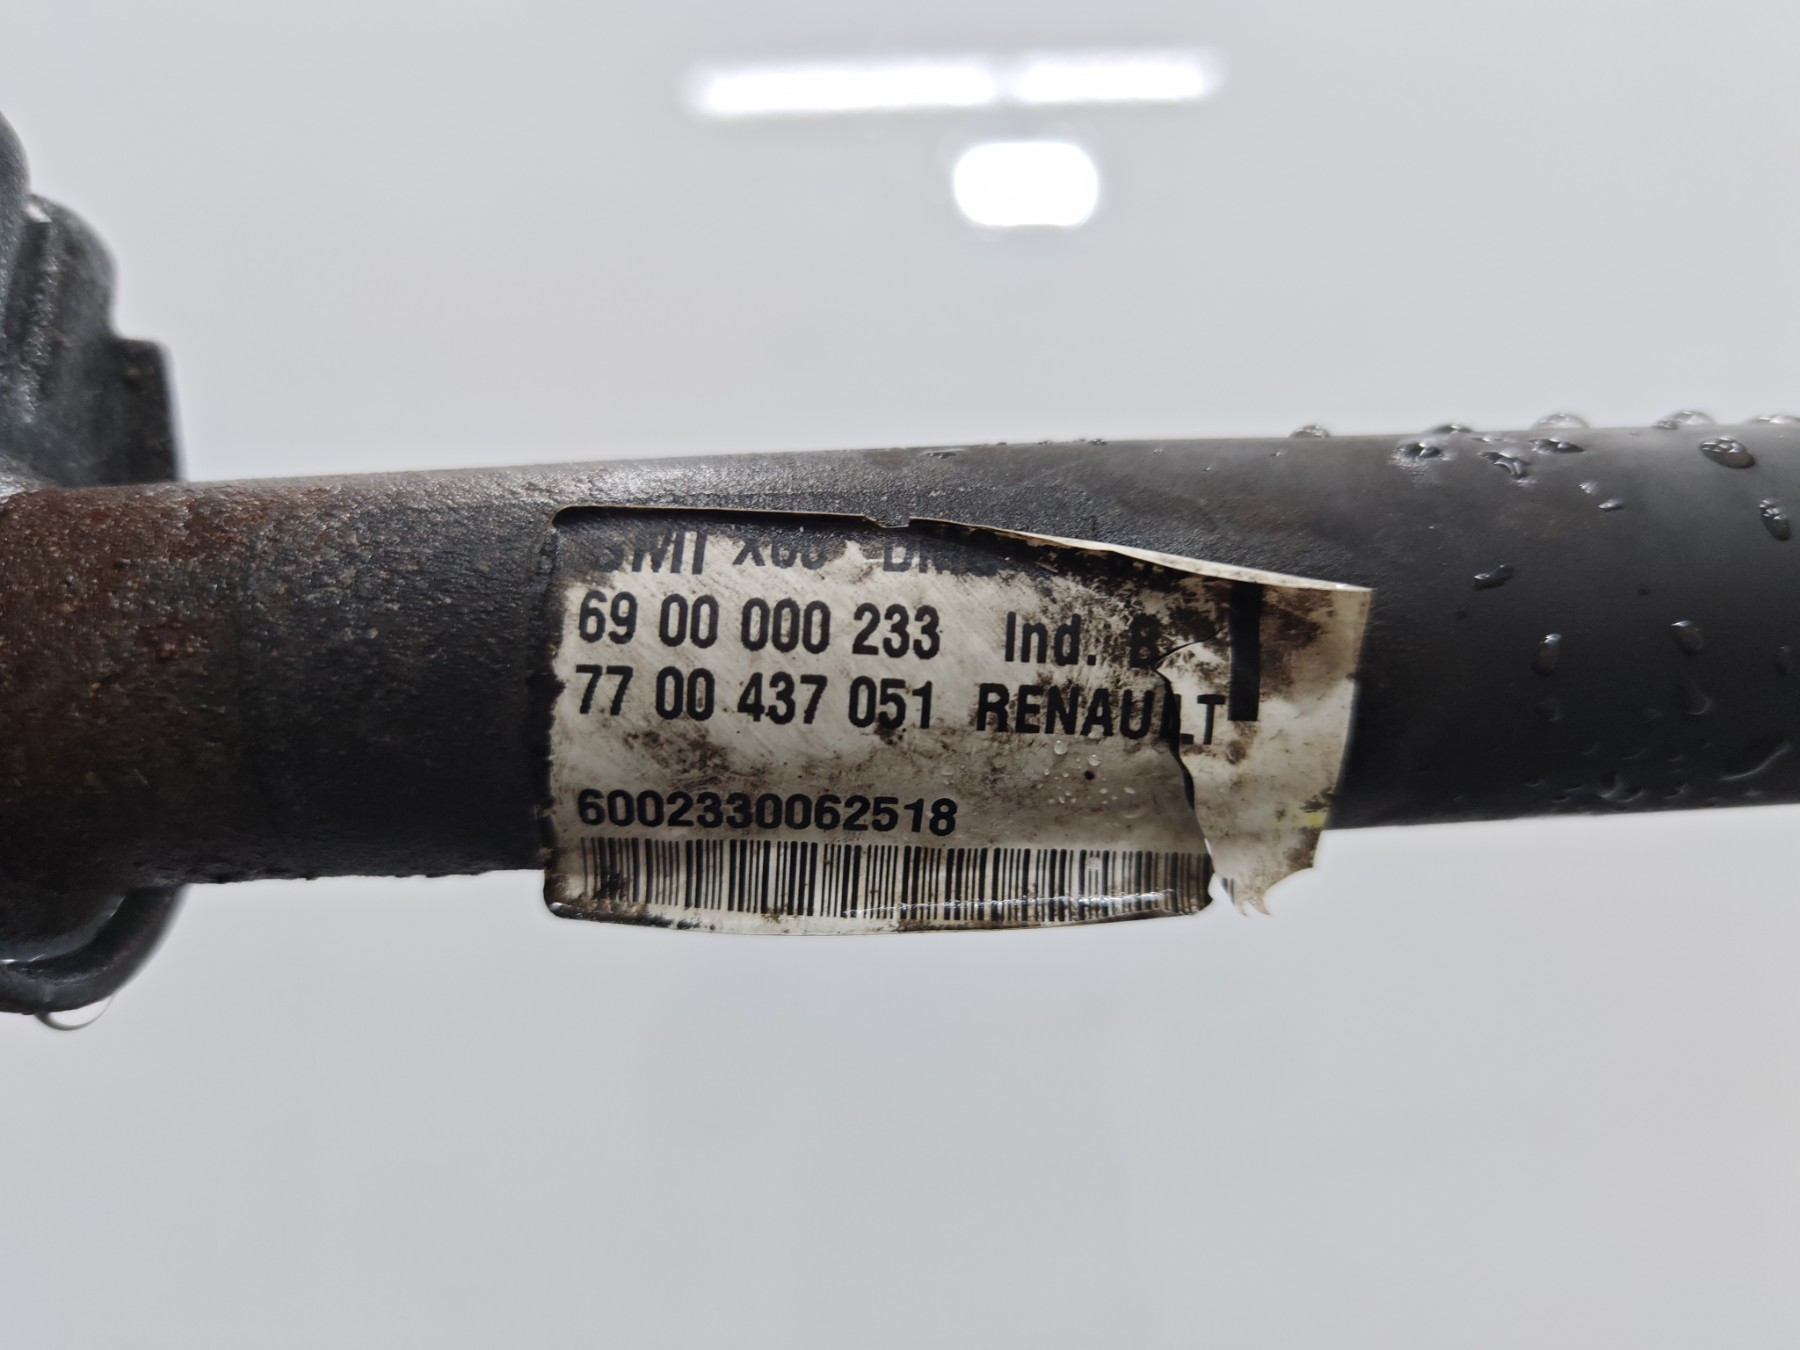 69 00 000 233 Ind. B
77 00 437 051 RENAULT
6002330062518